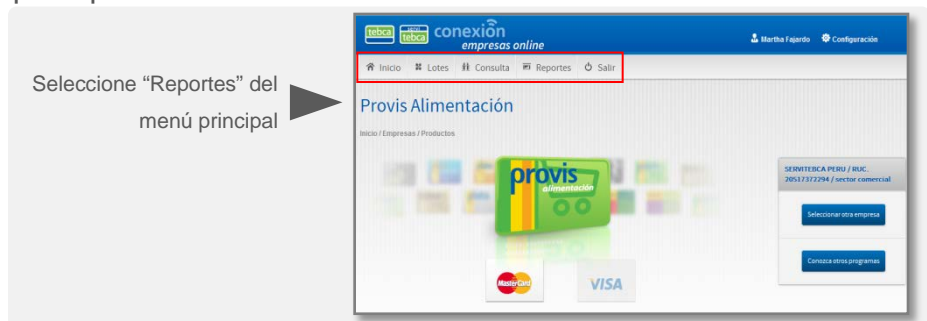 Seleccione “Reportes” del
menú principal
tebca
tebca
conexión
empresas online
Martha Fajardo
Configuración
Inicio
Lotes
Consulta
Reportes
Salir
Provis Alimentación
Inicio / Empresas / Productos
provis
alimentación
SERVITEBCA PERU / RUC.
20517372294 / sector comercial
Seleccionar otra empresa
Conozca otros programas
MasterCard
VISA